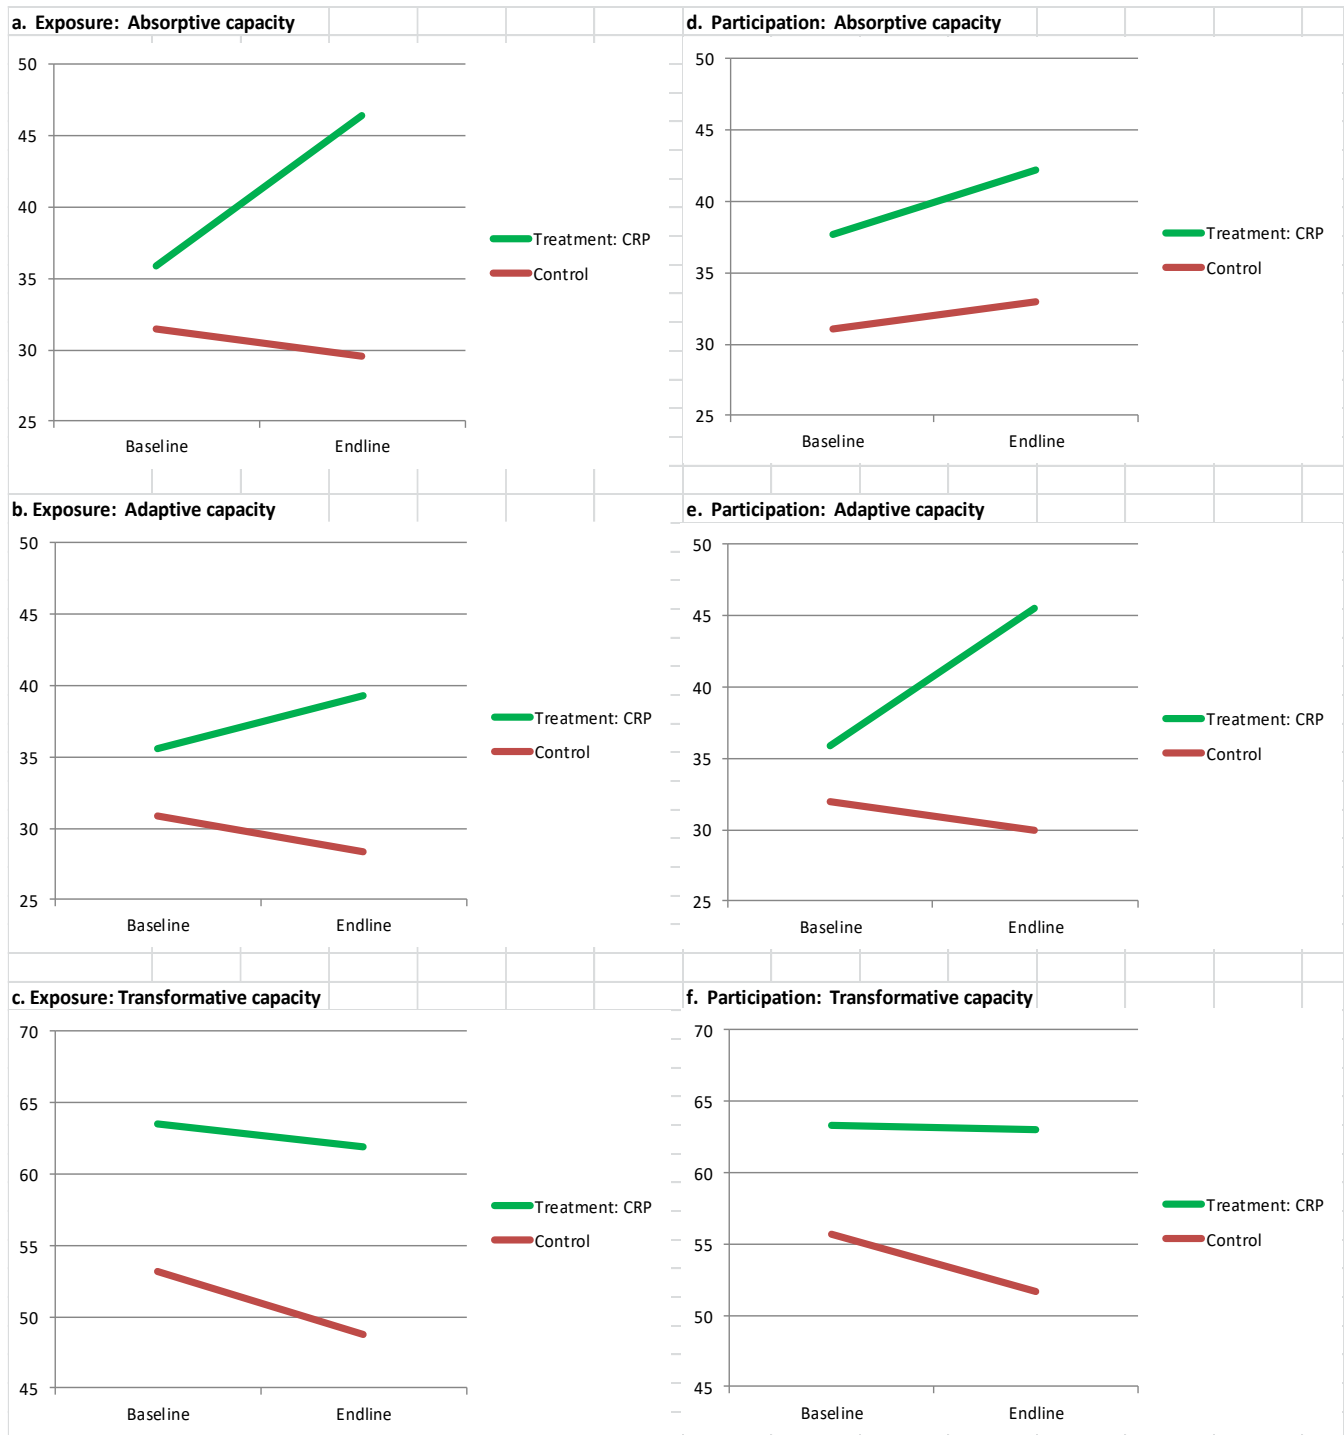 a. Exposure: Absorptive capacity
50
45
40
35
30
25
Baseline Endline
Treatment: CRP
Control
d. Participation: Absorptive capacity
50
45
40
35
30
25
Baseline Endline
Treatment: CRP
Control
b. Exposure: Adaptive capacity
50
45
40
35
30
25
Baseline Endline
Treatment: CRP
Control
e. Participation: Adaptive capacity
50
45
40
35
30
25
Baseline Endline
Treatment: CRP
Control
c. Exposure: Transformative capacity
70
65
60
55
50
45
Baseline Endline
Treatment: CRP
Control
f. Participation: Transformative capacity
70
65
60
55
50
45
Baseline Endline
Treatment: CRP
Control